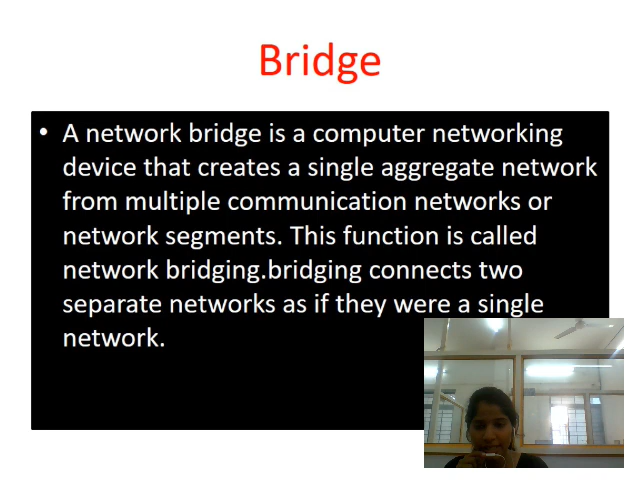 Bridge
• A network bridge is a computer networking
device that creates a single aggregate network
from multiple communication networks or
network segments. This function is called
network bridging.bridging connects two
separate networks as if they were a single
network.